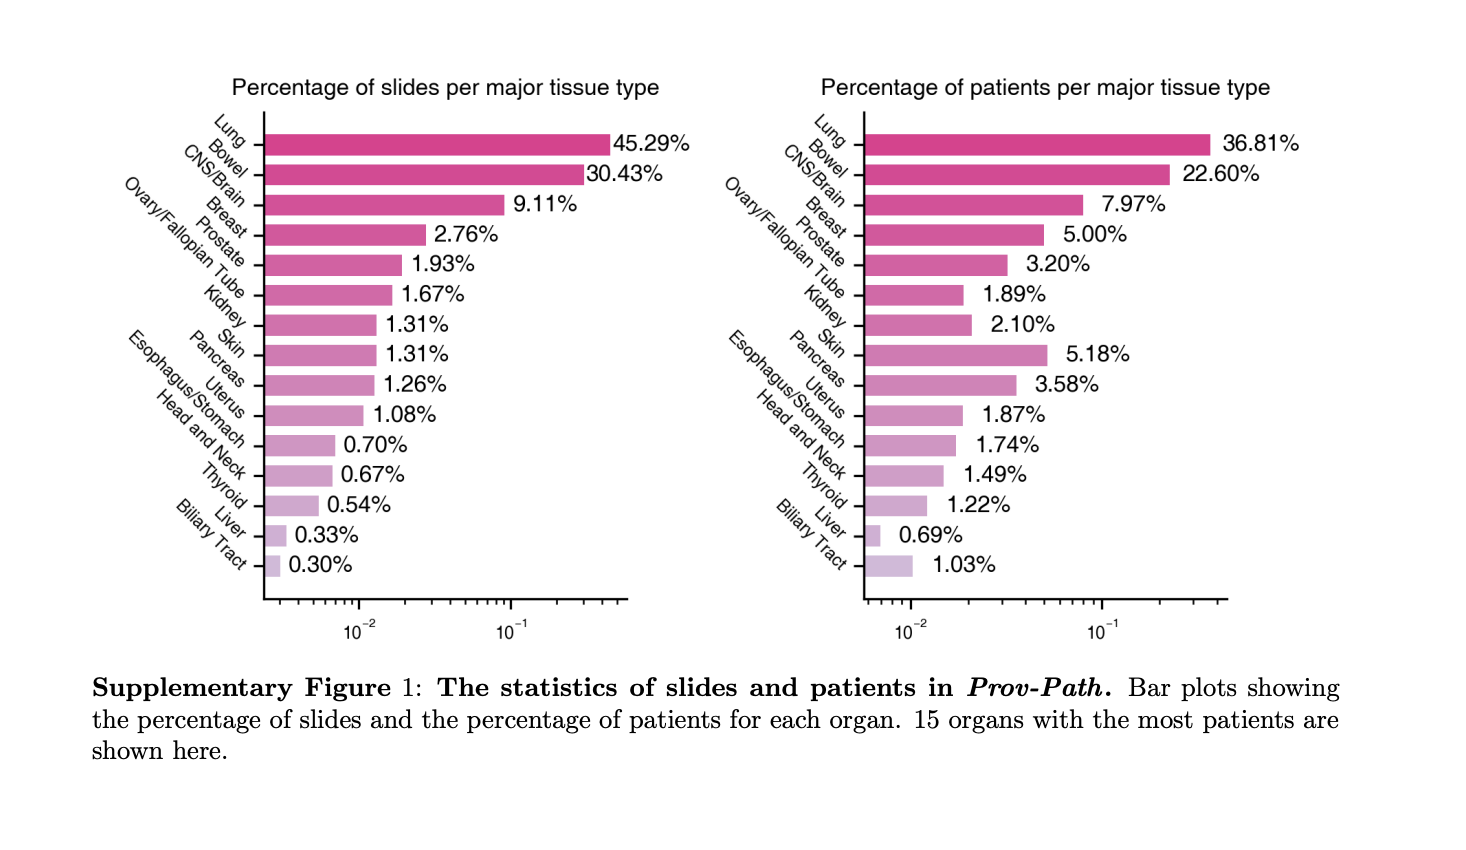 Percentage of slides per major tissue type
Lung 45.29%
Bowel 30.43%
CNS/Brain 9.11%
Breast 2.76%
Prostate 1.93%
Ovary/Fallopian Tube 1.67%
Kidney 1.31%
Skin 1.31%
Pancreas 1.26%
Uterus 1.08%
Esophagus/Stomach 0.70%
Head and Neck 0.67%
Thyroid 0.54%
Liver 0.33%
Biliary Tract 0.30%
10⁻² 10⁻¹
Percentage of patients per major tissue type
Lung 36.81%
Bowel 22.60%
CNS/Brain 7.97%
Breast 5.00%
Prostate 3.20%
Ovary/Fallopian Tube 1.89%
Kidney 2.10%
Skin 5.18%
Pancreas 3.58%
Uterus 1.87%
Esophagus/Stomach 1.74%
Head and Neck 1.49%
Thyroid 1.22%
Liver 0.69%
Biliary Tract 1.03%
10⁻² 10⁻¹
Supplementary Figure 1: The statistics of slides and patients in Prov-Path. Bar plots showing
the percentage of slides and the percentage of patients for each organ. 15 organs with the most patients are
shown here.